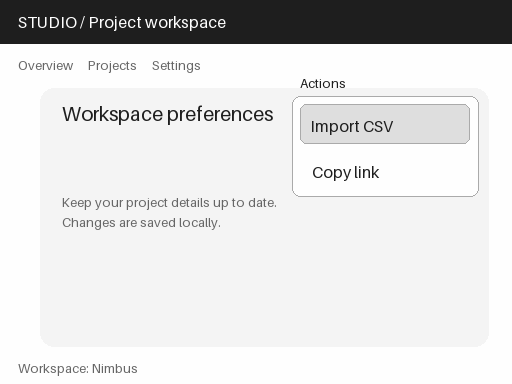 STUDIO / Project workspace
Overview Projects Settings
Actions
Workspace preferences
Import CSV
Copy link
Keep your project details up to date.
Changes are saved locally.
Workspace: Nimbus